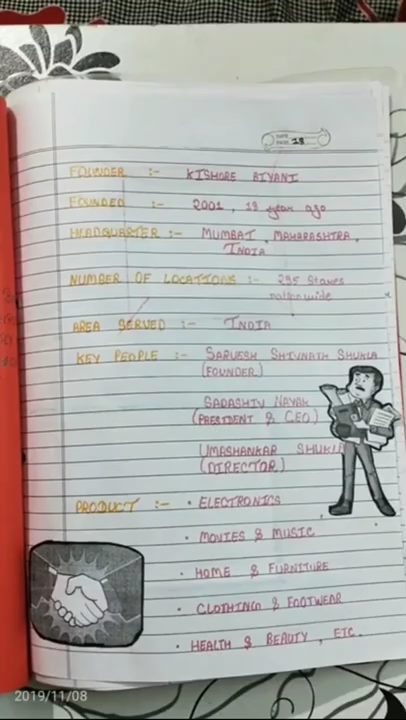 18
FOUNDER :- KISHORE BIYANI
FOUNDED :- 2001, 18 year ago
HEADQUARTER :- MUMBAI, MAHARASHTRA,
INDIA
NUMBER OF LOCATIONS :- 295 Stores
nationwide
AREA SERVED :- INDIA
KEY PEOPLE :- SARVESH SHIVNATH SHUKLA
(FOUNDER)
SADASHIV NAYAK
(PRESIDENT & CEO)
UMASHANKAR SHUKLA
(DIRECTOR)
PRODUCT :- • ELECTRONICS
• MOVIES & MUSIC
• HOME & FURNITURE
• CLOTHING & FOOTWEAR
• HEALTH & BEAUTY, ETC.
2019/11/08